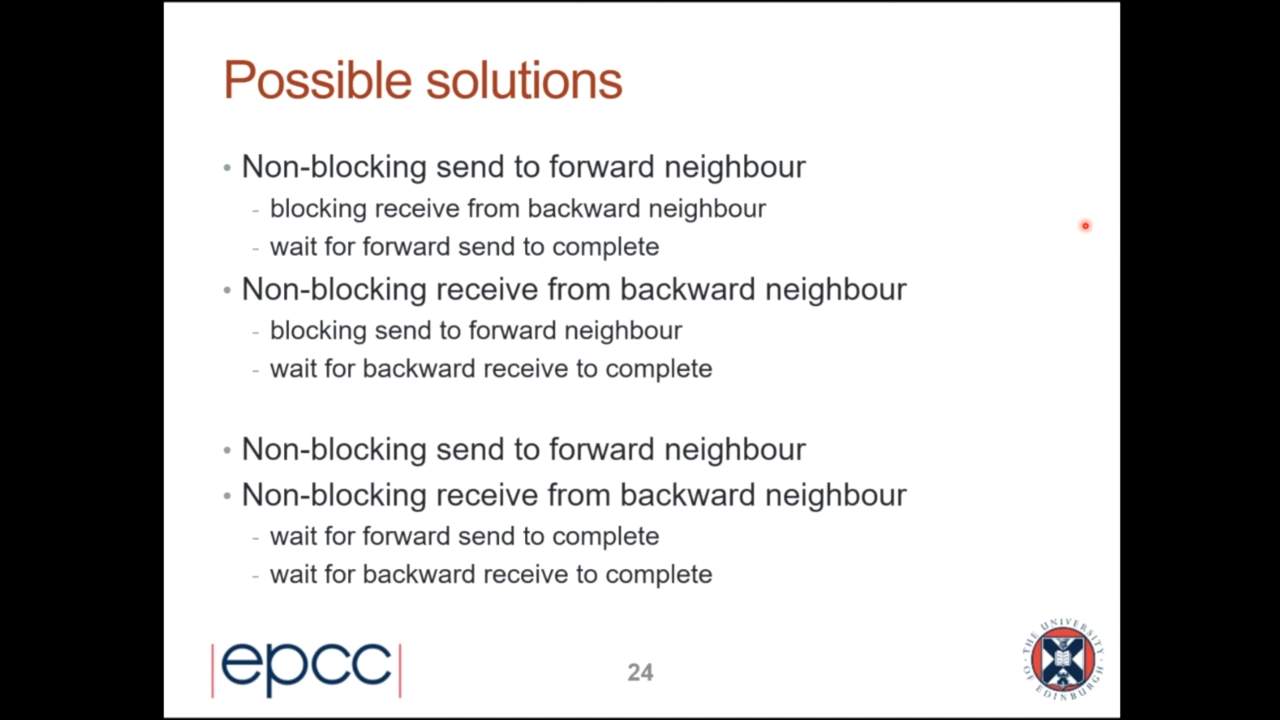 Possible solutions
• Non-blocking send to forward neighbour
- blocking receive from backward neighbour
- wait for forward send to complete
• Non-blocking receive from backward neighbour
- blocking send to forward neighbour
- wait for backward receive to complete
• Non-blocking send to forward neighbour
• Non-blocking receive from backward neighbour
- wait for forward send to complete
- wait for backward receive to complete
|epcc|
24
THE UNIVERSITY OF EDINBURGH